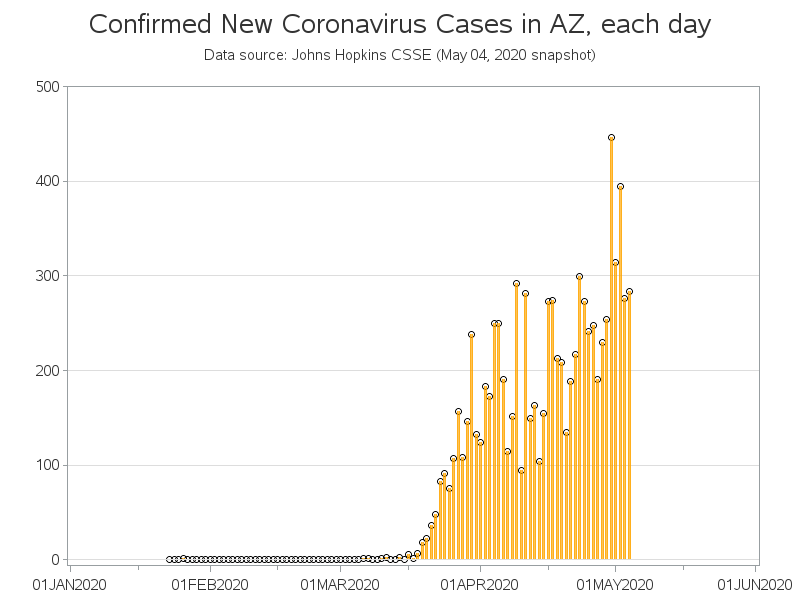 Confirmed New Coronavirus Cases in AZ, each day
Data source: Johns Hopkins CSSE (May 04, 2020 snapshot)
500
400
300
200
100
0
01JAN2020 01FEB2020 01MAR2020 01APR2020 01MAY2020 01JUN2020